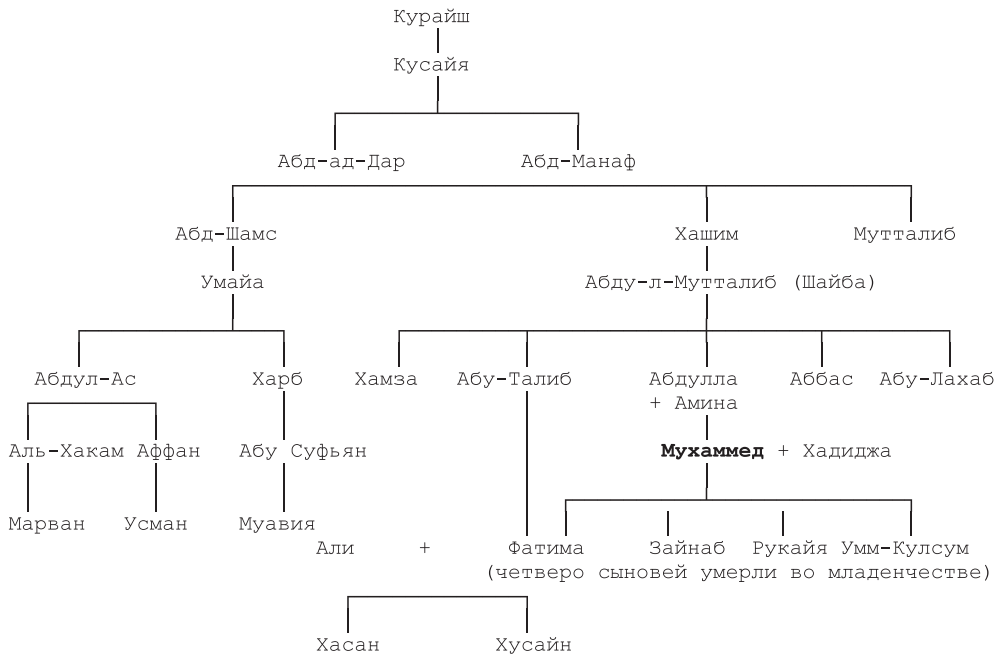 Курайш
Кусайя
Абд-ад-Дар Абд-Манаф
Абд-Шамс Хашим Мутталиб
Умайа Абду-л-Мутталиб (Шайба)
Абдул-Ас Харб Хамза Абу-Талиб Абдулла Аббас Абу-Лахаб
+ Амина
Аль-Хакам Аффан Абу Суфьян Мухаммед + Хадиджа
Марван Усман Муавия
Али + Фатима Зайнаб Рукайя Умм-Кулсум
(четверо сыновей умерли во младенчестве)
Хасан Хусайн